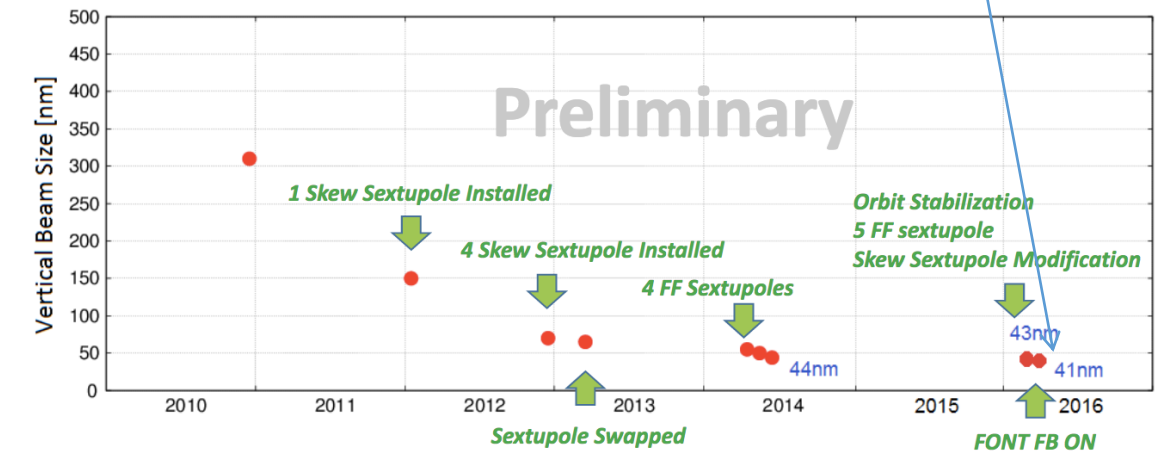 500
450
400
350
300
250
200
150
100
50
0
Vertical Beam Size [nm]
Preliminary
1 Skew Sextupole Installed
4 Skew Sextupole Installed
4 FF Sextupoles
Orbit Stabilization
5 FF sextupole
Skew Sextupole Modification
43nm
44nm
41nm
2010
2011
2012
2013
2014
2015
2016
Sextupole Swapped
FONT FB ON